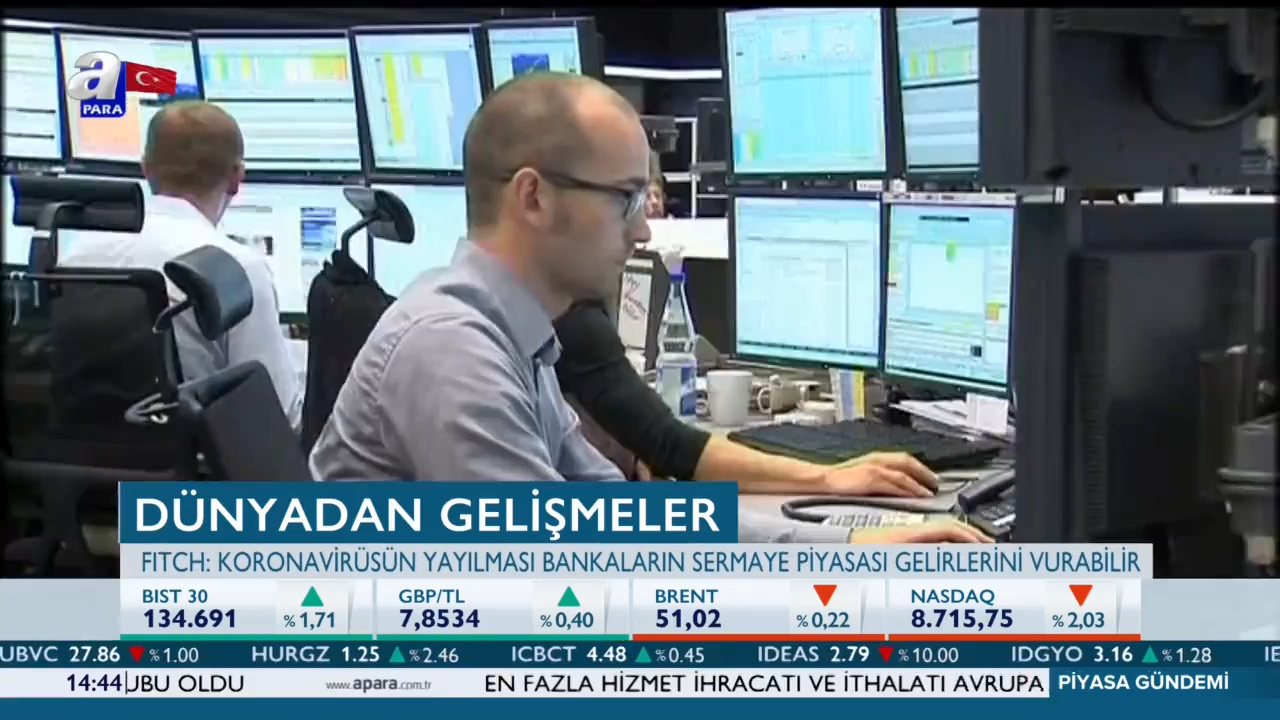 a
PARA
DÜNYADAN GELİŞMELER
FITCH: KORONAVİRÜSÜN YAYILMASI BANKALARIN SERMAYE PİYASASI GELİRLERİNİ VURABİLİR
BIST 30 134.691 %1,71
GBP/TL 7,8534 %0,40
BRENT 51,02 %0,22
NASDAQ 8.715,75 %2,03
UBVC 27.86 %1.00 HURGZ 1.25 %2.46 ICBCT 4.48 %0.45 IDEAS 2.79 %10.00 IDGYO 3.16 %1.28 IE
14:44 UBU OLDU www.apara.com.tr EN FAZLA HİZMET İHRACATI VE İTHALATI AVRUPA PİYASA GÜNDEMİ